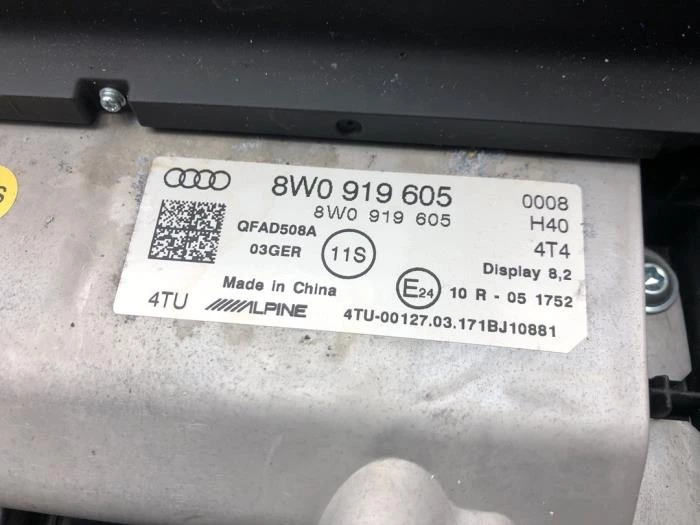 8W0 919 605
8W0 919 605
0008
H40
4T4
Display 8,2
QFAD508A
03GER
11S
Made in China
E24 10 R - 05 1752
4TU ALPINE
4TU-00127.03.171BJ10881
S